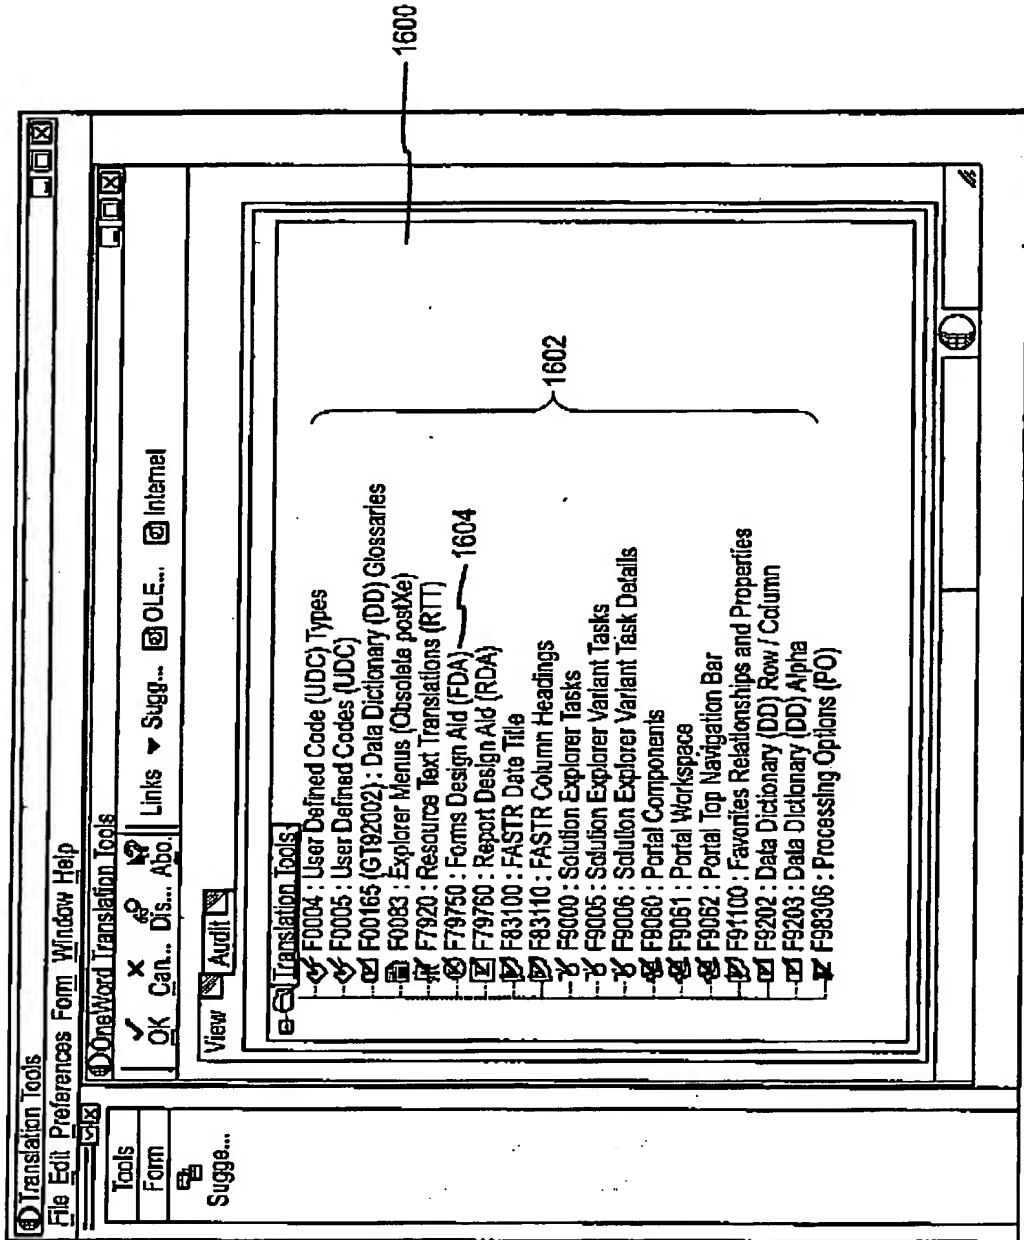 Translation Tools
File Edit Preferences Form Window Help
Tools
Form
Sugge...
OneWord Translation Tools
OK Can... Dis... Abo.
Links Sugg... OLE... Internel
View Audit
Translation Tools
F0004 : User Defined Code (UDC) Types
F0005 : User Defined Codes (UDC)
F0165 (GT92002) : Data Dictionary (DD) Glossaries
F0083 : Explorer Menus (Obsolate postXe)
F7920 : Resource Text Translations (RTT)
F79750 : Forms Design Aid (FDA)
F79760 : Report Design Aid (RDA)
F83100 : FASTR Date Title
F83110 : FASTR Column Headings
F9000 : Solution Explorer Tasks
F9005 : Solution Explorer Variant Tasks
F9006 : Solution Explorer Variant Task Details
F9060 : Portal Components
F9061 : Portal Workspace
F9062 : Portal Top Navigation Bar
F91100 : Favorites Relationships and Properties
F9202 : Data Dictionary (DD) Row / Column
F9203 : Data Dictionary (DD) Alpha
F98306 : Processing Options (PO)
1604
1602
1600